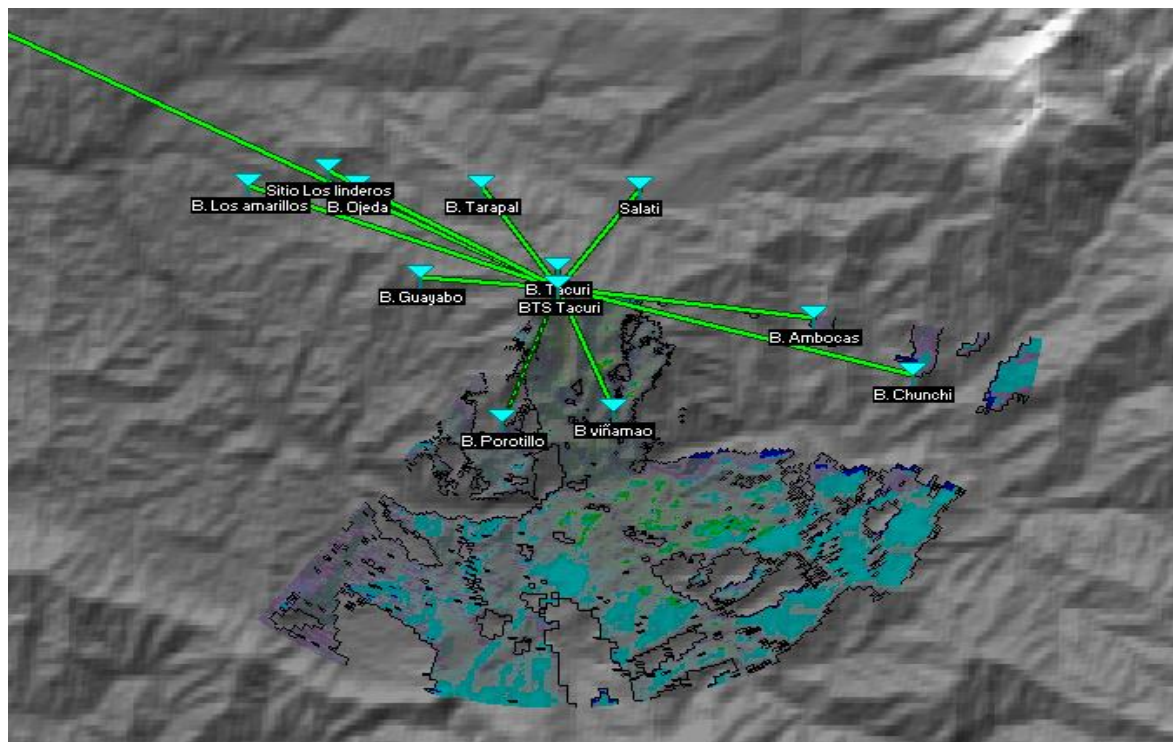 Sitio Los linderos
B. Los amarillos
B. Ojeda
B. Tarapal
Salati
B. Guayabo
B. Tacuri
BTS Tacuri
B. Ambocas
B. Chunchi
B. Porotillo
B viñamao